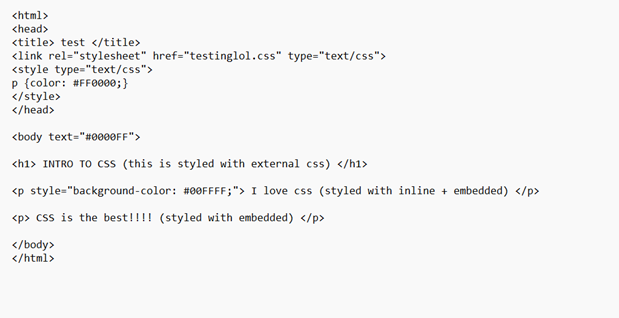 <html>
<head>
<title> test </title>
<link rel="stylesheet" href="testinglol.css" type="text/css">
<style type="text/css">
p {color: #FF0000;}
</style>
</head>
<body text="#0000FF">
<h1> INTRO TO CSS (this is styled with external css) </h1>
<p style="background-color: #00FFFF;"> I love css (styled with inline + embedded) </p>
<p> CSS is the best!!!! (styled with embedded) </p>
</body>
</html>